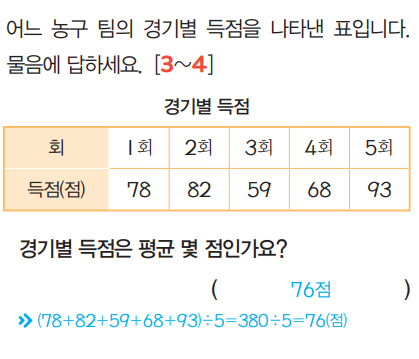 어느 농구 팀의 경기별 득점을 나타낸 표입니다.
물음에 답하세요. [3~4]
경기별 득점
회 1회 2회 3회 4회 5회
득점(점) 78 82 59 68 93
경기별 득점은 평균 몇 점인가요?
( 76점 )
≫ (78+82+59+68+93)÷5=380÷5=76(점)